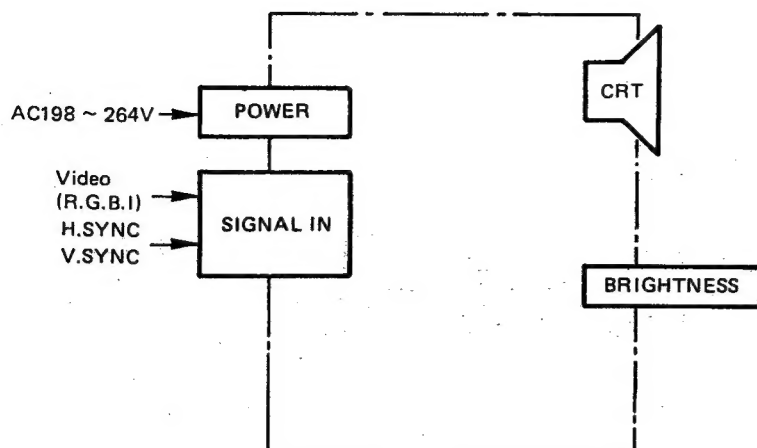 AC198 ~ 264V
POWER
CRT
Video
(R.G.B.I)
H.SYNC
V.SYNC
SIGNAL IN
BRIGHTNESS